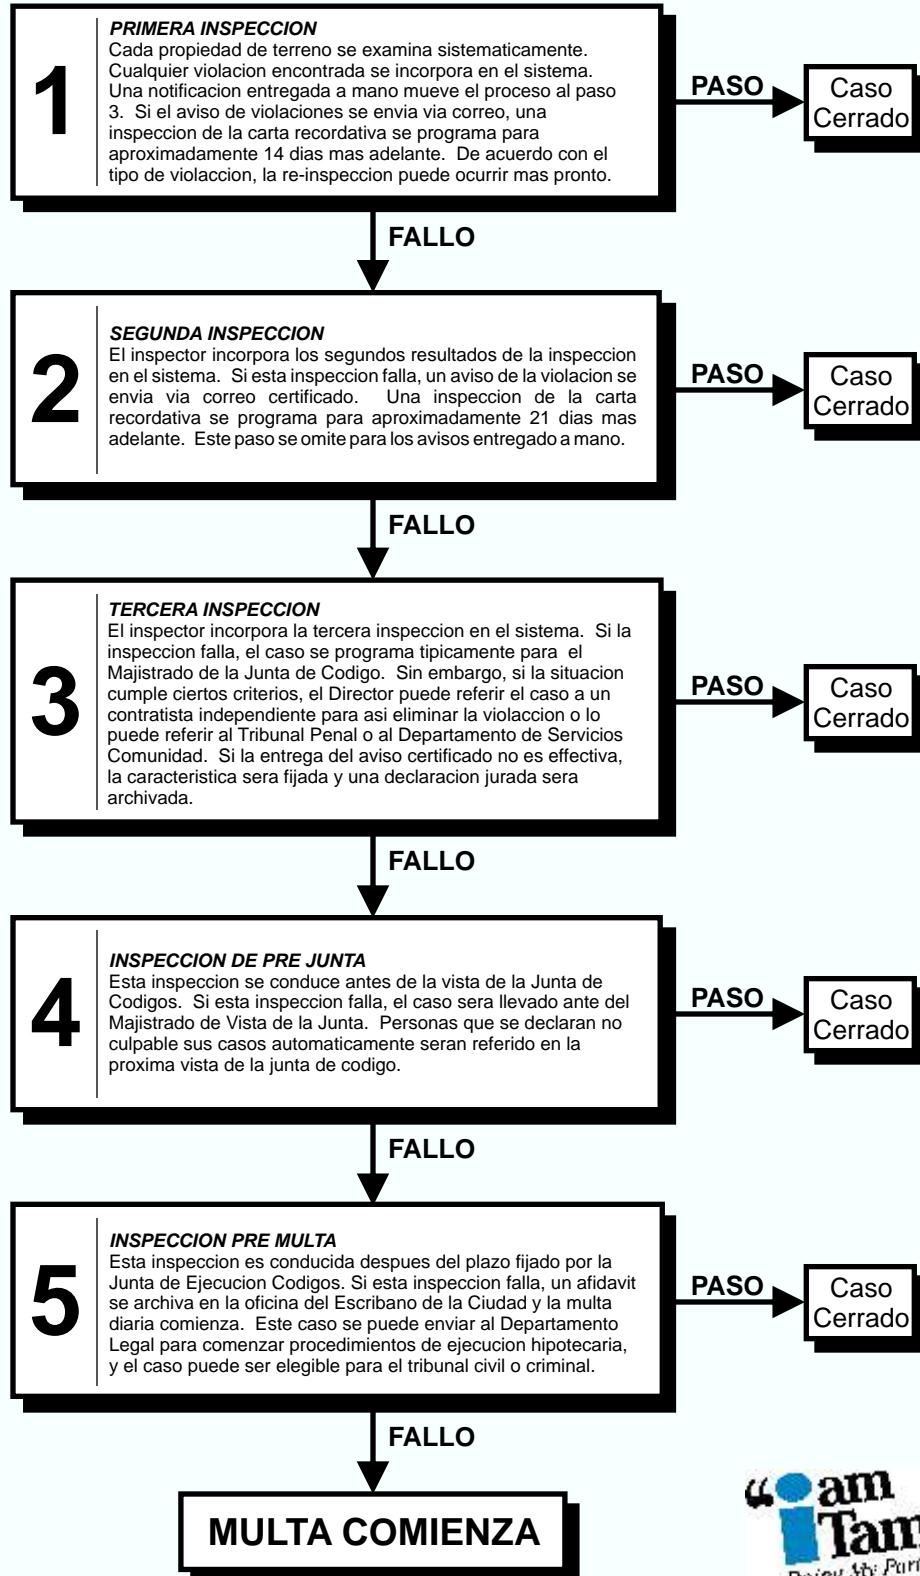 1
PRIMERA INSPECCION
Cada propiedad de terreno se examina sistematicamente.
Cualquier violacion encontrada se incorpora en el sistema.
Una notificacion entregada a mano mueve el proceso al paso
3. Si el aviso de violaciones se envia via correo, una
inspeccion de la carta recordativa se programa para
aproximadamente 14 dias mas adelante. De acuerdo con el
tipo de violaccion, la re-inspeccion puede ocurrir mas pronto.
PASO
Caso
Cerrado
FALLO
2
SEGUNDA INSPECCION
El inspector incorpora los segundos resultados de la inspeccion
en el sistema. Si esta inspeccion falla, un aviso de la violacion se
envia via correo certificado. Una inspeccion de la carta
recordativa se programa para aproximadamente 21 dias mas
adelante. Este paso se omite para los avisos entregado a mano.
PASO
Caso
Cerrado
FALLO
3
TERCERA INSPECCION
El inspector incorpora la tercera inspeccion en el sistema. Si la
inspeccion falla, el caso se programa tipicamente para el
Majistrado de la Junta de Codigo. Sin embargo, si la situacion
cumple ciertos criterios, el Director puede referir el caso a un
contratista independiente para asi eliminar la violaccion o lo
puede referir al Tribunal Penal o al Departamento de Servicios
Comunidad. Si la entrega del aviso certificado no es effectiva,
la caracteristica sera fijada y una declaracion jurada sera
archivada.
PASO
Caso
Cerrado
FALLO
4
INSPECCION DE PRE JUNTA
Esta inspeccion se conduce antes de la vista de la Junta de
Codigos. Si esta inspeccion falla, el caso sera llevado ante del
Majistrado de Vista de la Junta. Personas que se declaran no
culpable sus casos automaticamente seran referido en la
proxima vista de la junta de codigo.
PASO
Caso
Cerrado
FALLO
5
INSPECCION PRE MULTA
Esta inspeccion es conducida despues del plazo fijado por la
Junta de Ejecucion Codigos. Si esta inspeccion falla, un afidavit
se archiva en la oficina del Escribano de la Ciudad y la multa
diaria comienza. Este caso se puede enviar al Departamento
Legal para comenzar procedimientos de ejecucion hipotecaria,
y el caso puede ser elegible para el tribunal civil o criminal.
PASO
Caso
Cerrado
FALLO
MULTA COMIENZA
“i am
Tam
My